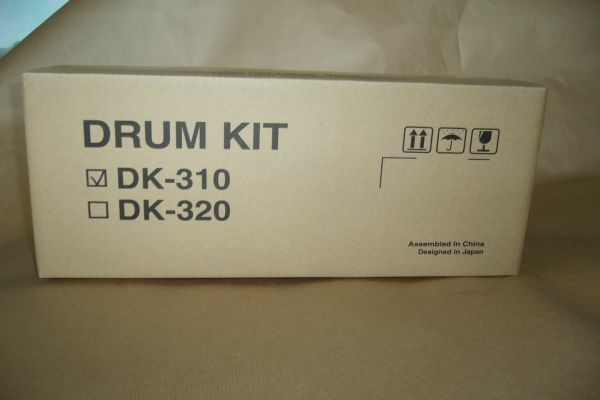 DRUM KIT
☑ DK-310
☐ DK-320
Assembled in China
Designed in Japan